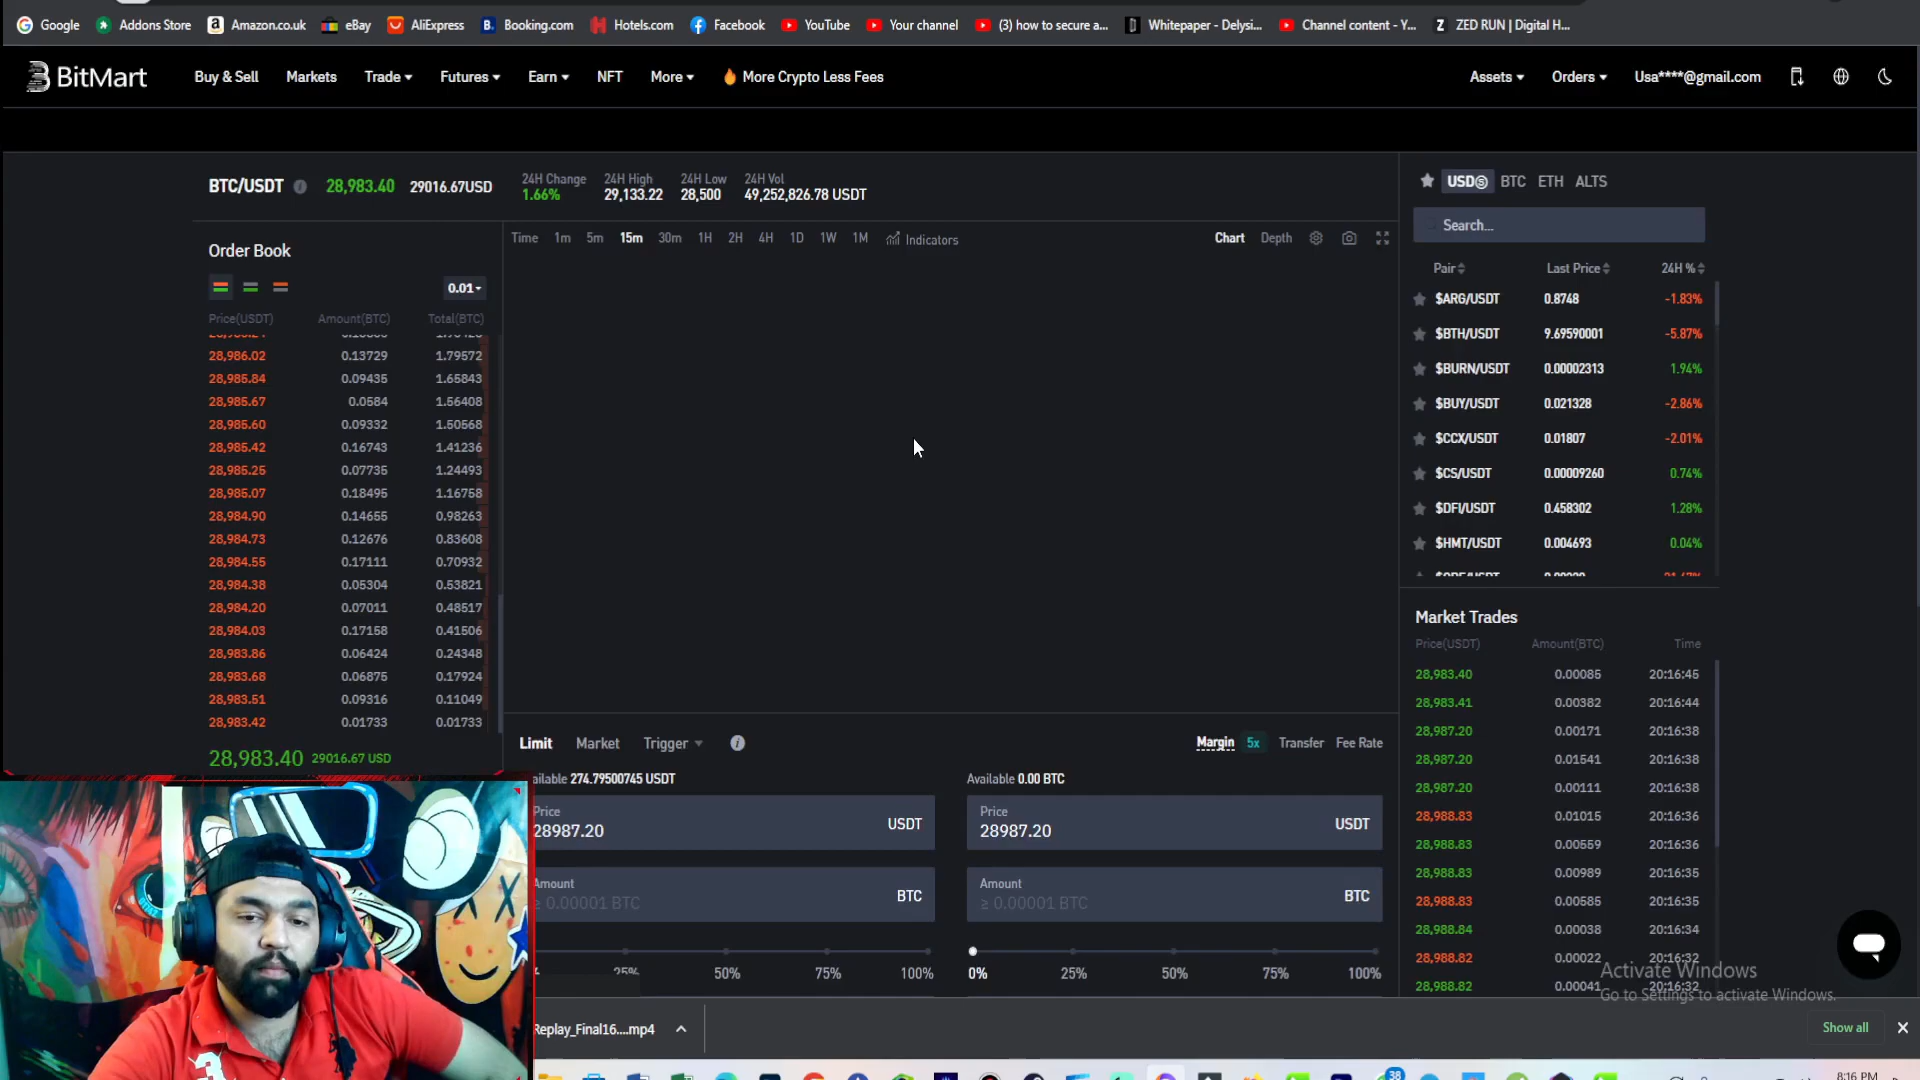 Google Addons Store Amazon.co.uk eBay AliExpress Booking.com Hotels.com Facebook YouTube Your channel (3) how to secure a... Whitepaper - Delysi... Channel content - Y... ZED RUN | Digital H...
BitMart Buy & Sell Markets Trade Futures Earn NFT More More Crypto Less Fees Assets Orders Usa****@gmail.com
BTC/USDT 28,983.40 29016.67USD
24H Change 24H High 24H Low 24H Vol
1.66% 29,133.22 28,500 49,252,826.78 USDT
Order Book
0.01
Price(USDT) Amount(BTC) Total(BTC)
28,986.02 0.13729 1.79572
28,985.84 0.09435 1.65843
28,985.67 0.0584 1.56408
28,985.60 0.09332 1.50568
28,985.42 0.16743 1.41236
28,985.25 0.07735 1.24493
28,985.07 0.18495 1.16758
28,984.90 0.14655 0.98263
28,984.73 0.12676 0.83608
28,984.55 0.17111 0.70932
28,984.38 0.05304 0.53821
28,984.20 0.07011 0.48517
28,984.03 0.17158 0.41506
28,983.86 0.06424 0.24348
28,983.68 0.06875 0.17924
28,983.51 0.09316 0.11049
28,983.42 0.01733 0.01733
28,983.40 29016.67 USD
Time 1m 5m 15m 30m 1H 2H 4H 1D 1W 1M Indicators Chart Depth
Limit Market Trigger Margin 5x Transfer Fee Rate
ailable 274.79500745 USDT Available 0.00 BTC
Price Price
28987.20 USDT 28987.20 USDT
Amount Amount
≥ 0.00001 BTC BTC ≥ 0.00001 BTC BTC
25% 50% 75% 100% 0% 25% 50% 75% 100%
USDⓈ BTC ETH ALTS
Search...
Pair Last Price 24H %
$ARG/USDT 0.8748 -1.83%
$BTH/USDT 9.69590001 -5.87%
$BURN/USDT 0.00002313 1.94%
$BUY/USDT 0.021328 -2.86%
$CCX/USDT 0.01807 -2.01%
$CS/USDT 0.00009260 0.74%
$DFI/USDT 0.458302 1.28%
$HMT/USDT 0.004693 0.04%
Market Trades
Price(USDT) Amount(BTC) Time
28,983.40 0.00085 20:16:45
28,983.41 0.00382 20:16:44
28,987.20 0.00171 20:16:38
28,987.20 0.01541 20:16:38
28,987.20 0.00111 20:16:38
28,988.83 0.01015 20:16:36
28,988.83 0.00559 20:16:36
28,988.83 0.00989 20:16:35
28,988.83 0.00585 20:16:35
28,988.84 0.00038 20:16:34
28,988.82 0.00022 20:16:32
28,988.82 0.00041 20:16:32
Activate Windows
Go to Settings to activate Windows.
Replay_Final16....mp4 Show all
38
8:16 PM